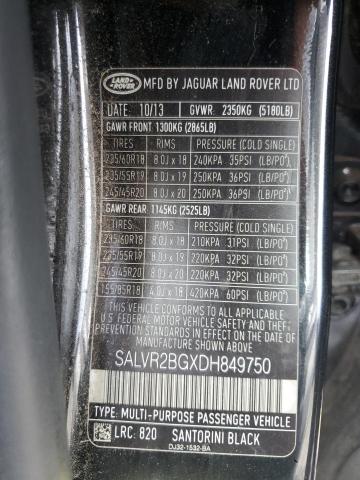 LAND ROVER
MFD BY JAGUAR LAND ROVER LTD
DATE: 10/13 GVWR: 2350KG (5180LB)
GAWR FRONT 1300KG (2865LB)
TIRES RIMS PRESSURE (COLD SINGLE)
235/60R18 8.0J x 18 240KPA 35PSI (LB/PO²)
235/55R19 8.0J x 19 250KPA 36PSI (LB/PO²)
245/45R20 8.0J x 20 250KPA 36PSI (LB/PO²)
GAWR REAR 1145KG (2525LB)
TIRES RIMS PRESSURE (COLD SINGLE)
235/60R18 8.0J x 18 210KPA 31PSI (LB/PO²)
235/55R19 8.0J x 19 220KPA 32PSI (LB/PO²)
245/45R20 8.0J x 20 220KPA 32PSI (LB/PO²)
155/85R18 4.0J x 18 420KPA 60PSI (LB/PO²)
THIS VEHICLE CONFORMS TO ALL APPLICABLE
U.S. FEDERAL MOTOR VEHICLE SAFETY
AND THEFT PREVENTION STANDARDS IN EFFECT
ON THE DATE OF MANUFACTURE SHOWN ABOVE
SALVR2BGXDH849750
TYPE: MULTI-PURPOSE PASSENGER VEHICLE
LRC: 820 SANTORINI BLACK
DJ32-1532-BA